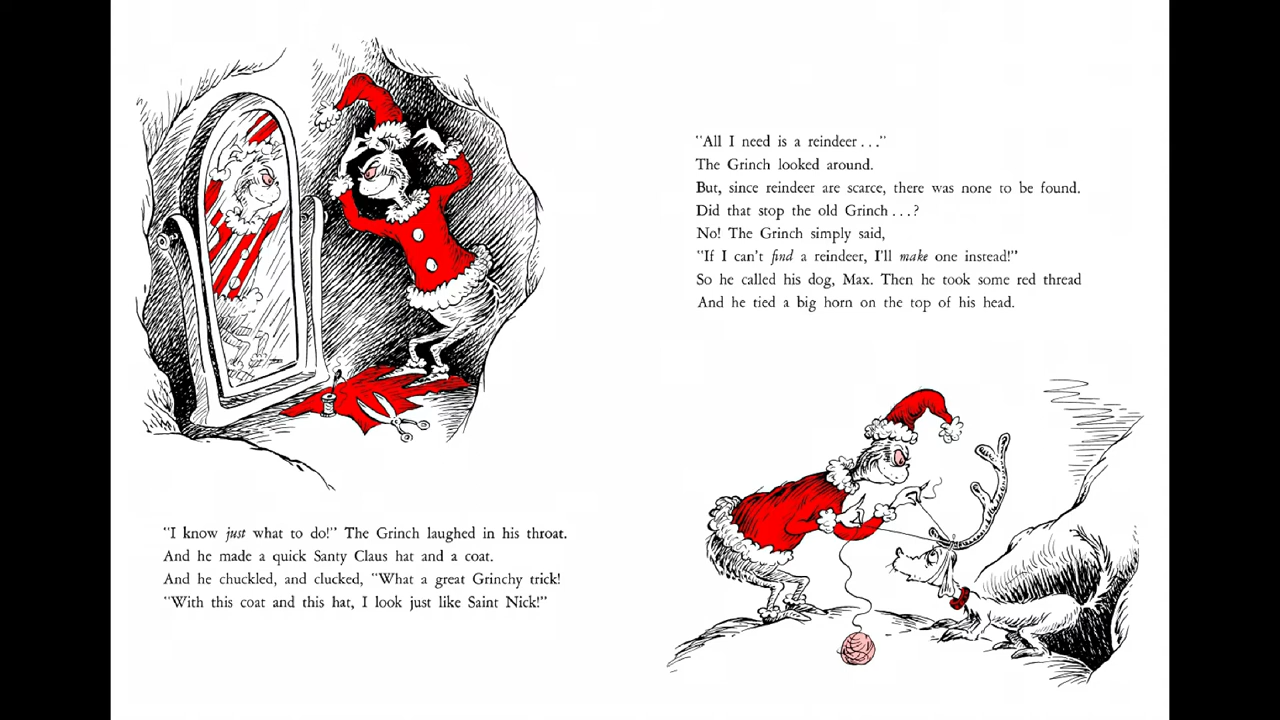 "I know just what to do!" The Grinch laughed in his throat.
And he made a quick Santy Claus hat and a coat.
And he chuckled, and clucked, "What a great Grinchy trick!
"With this coat and this hat, I look just like Saint Nick!"
"All I need is a reindeer . . ."
The Grinch looked around.
But, since reindeer are scarce, there was none to be found.
Did that stop the old Grinch . . . ?
No! The Grinch simply said,
"If I can't find a reindeer, I'll make one instead!"
So he called his dog, Max. Then he took some red thread
And he tied a big horn on the top of his head.